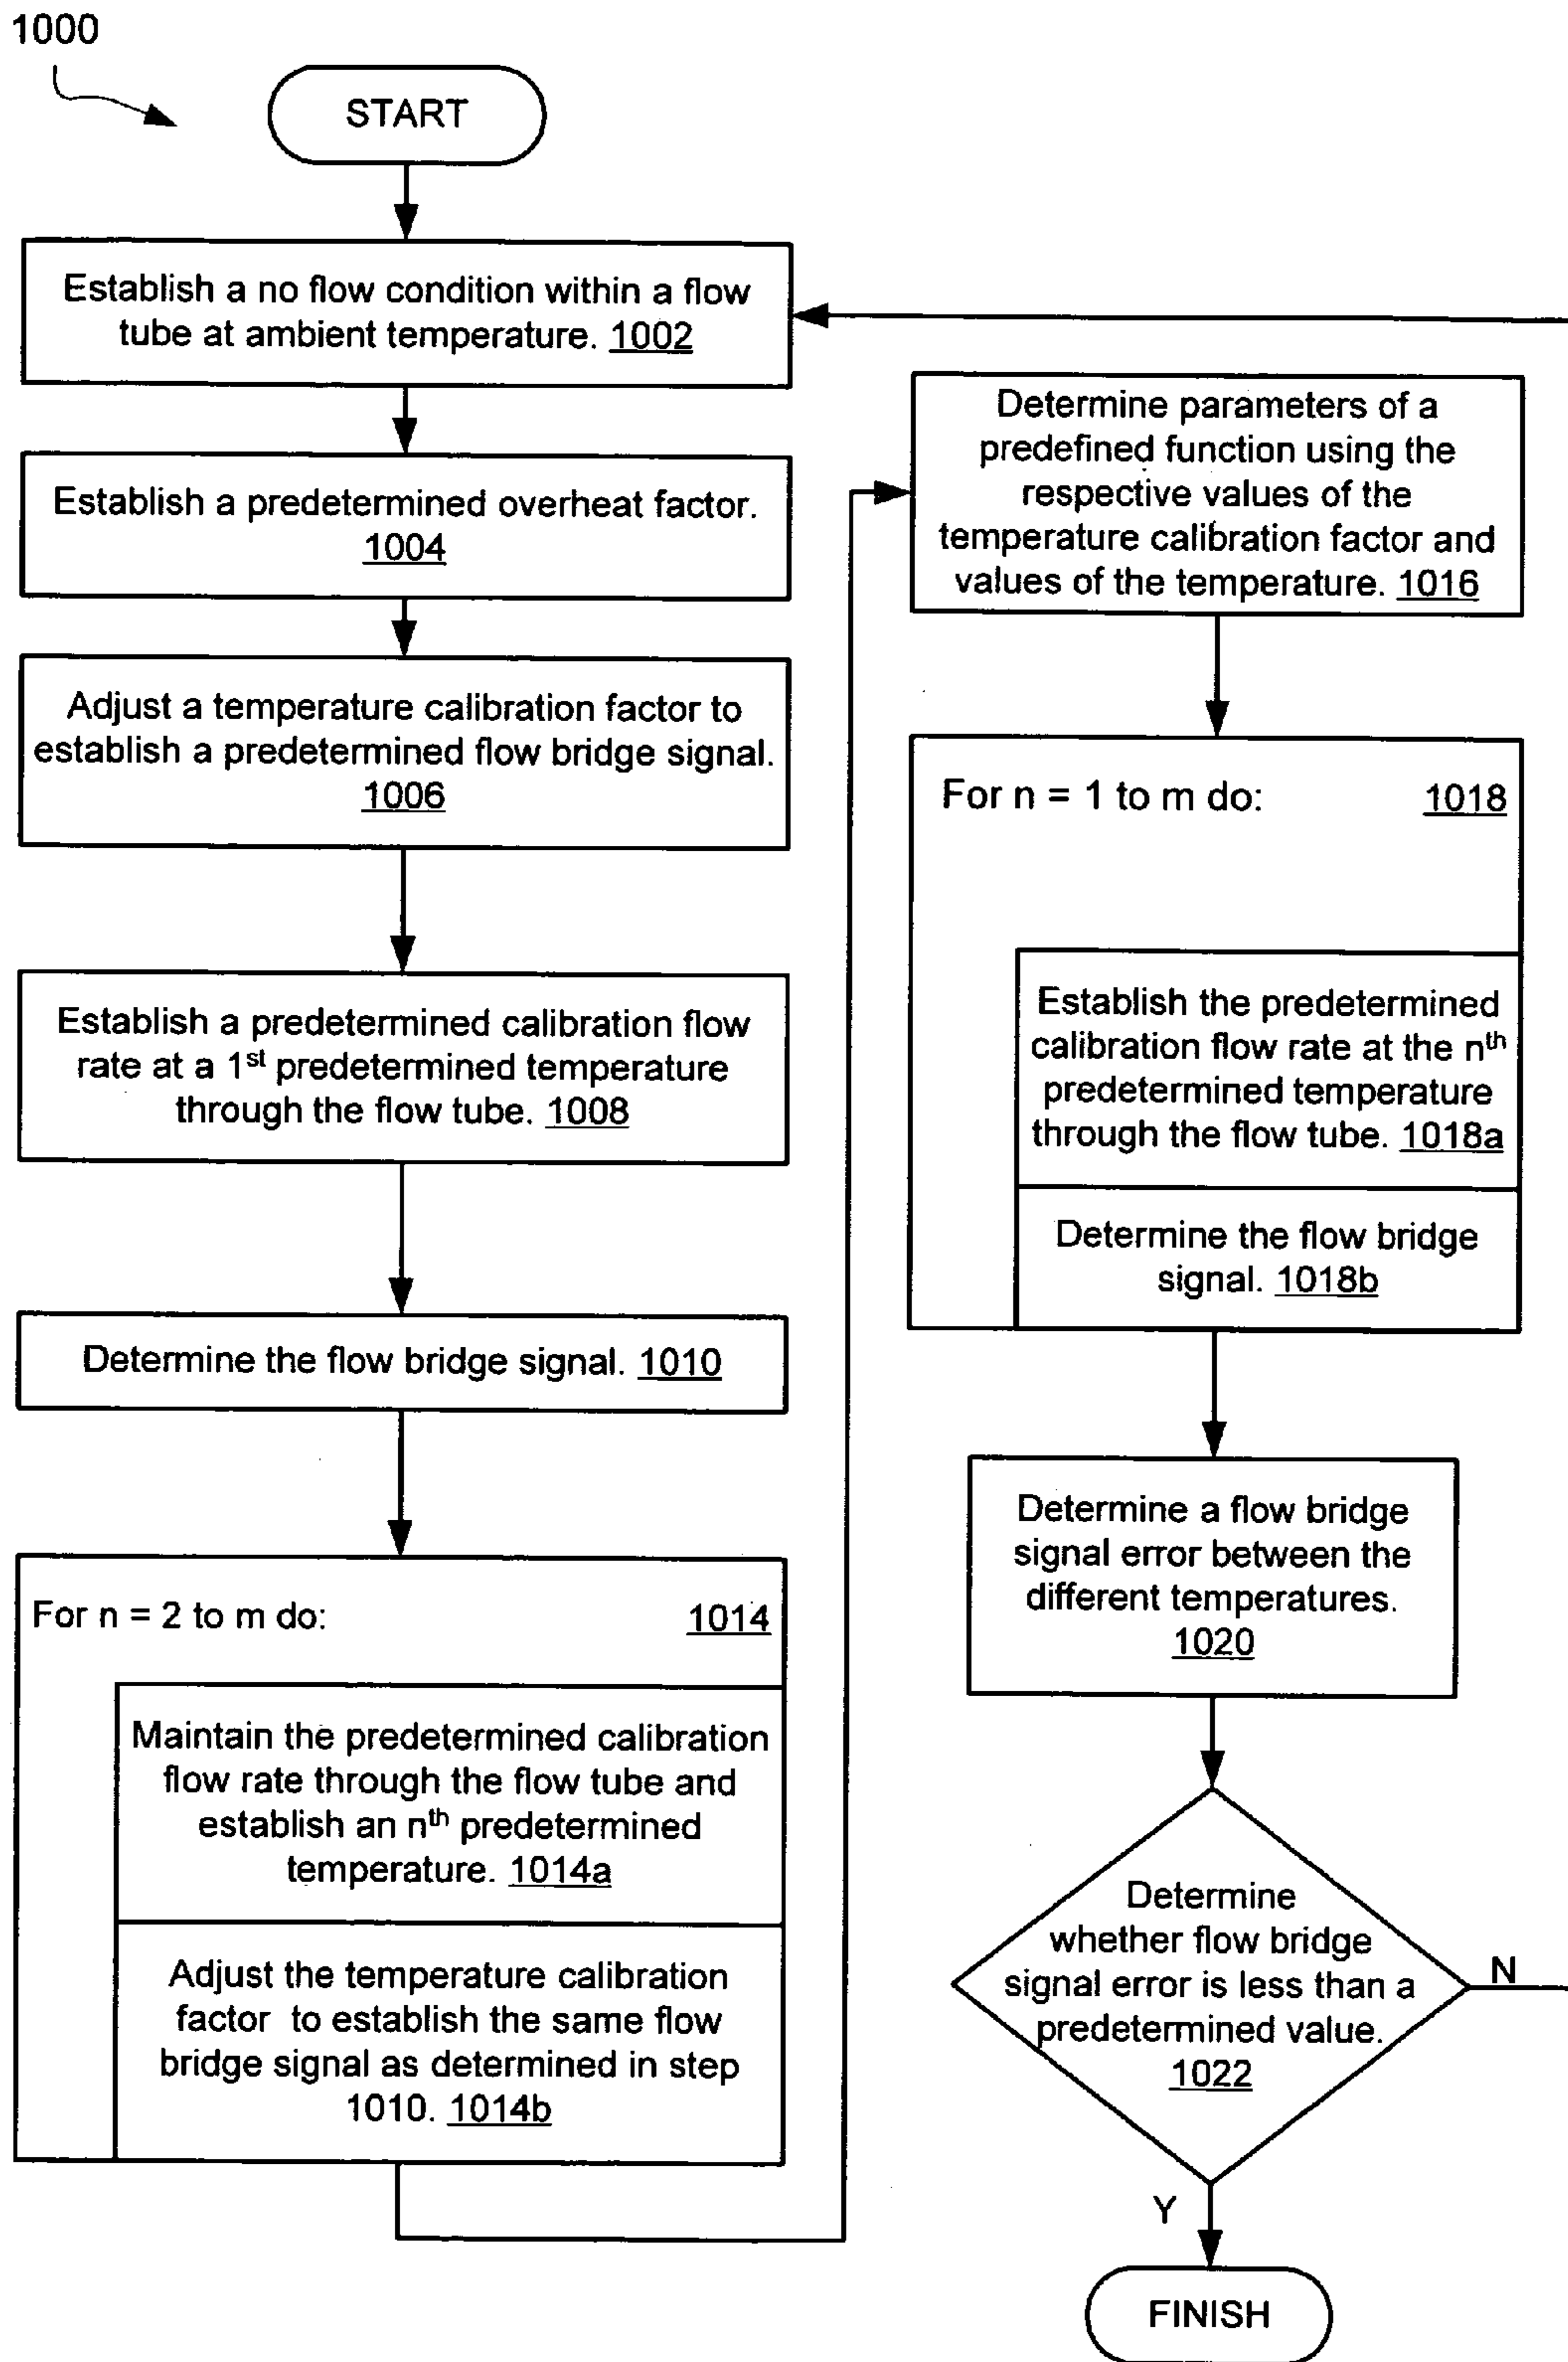 1000
START
Establish a no flow condition within a flow
tube at ambient temperature. 1002
Establish a predetermined overheat factor.
1004
Adjust a temperature calibration factor to
establish a predetermined flow bridge signal.
1006
Establish a predetermined calibration flow
rate at a 1st predetermined temperature
through the flow tube. 1008
Determine the flow bridge signal. 1010
For n = 2 to m do: 1014
Maintain the predetermined calibration
flow rate through the flow tube and
establish an nth predetermined
temperature. 1014a
Adjust the temperature calibration
factor to establish the same flow
bridge signal as determined in step
1010. 1014b
Determine parameters of a
predefined function using the
respective values of the
temperature calibration factor and
values of the temperature. 1016
For n = 1 to m do: 1018
Establish the predetermined
calibration flow rate at the nth
predetermined temperature
through the flow tube. 1018a
Determine the flow bridge
signal. 1018b
Determine a flow bridge
signal error between the
different temperatures.
1020
Determine
whether flow bridge
signal error is less than a
predetermined value.
1022
N
Y
FINISH